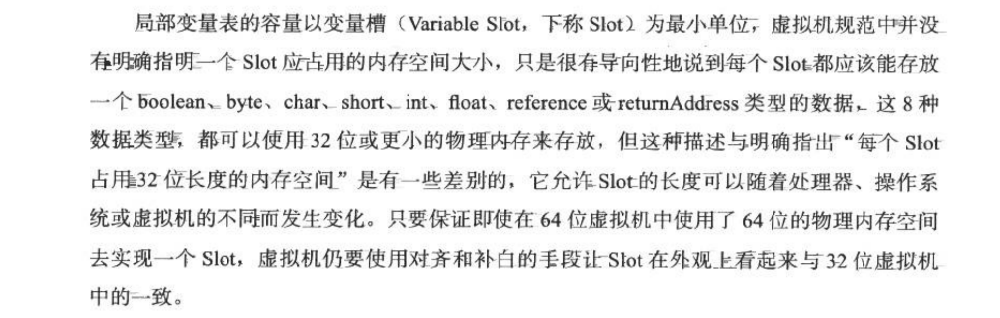 局部变量表的容量以变量槽（Variable Slot，下称 Slot）为最小单位，虚拟机规范中并没
有明确指明一个 Slot 应占用的内存空间大小，只是很有导向性地说到每个 Slot 都应该能存放
一个 boolean、byte、char、short、int、float、reference 或 returnAddress 类型的数据，这 8 种
数据类型，都可以使用 32 位或更小的物理内存来存放，但这种描述与明确指出“每个 Slot
占用 32 位长度的内存空间”是有一些差别的，它允许 Slot 的长度可以随着处理器、操作系
统或虚拟机的不同而发生变化。只要保证即使在 64 位虚拟机中使用了 64 位的物理内存空间
去实现一个 Slot，虚拟机仍要使用对齐和补白的手段让 Slot 在外观上看起来与 32 位虚拟机
中的一致。